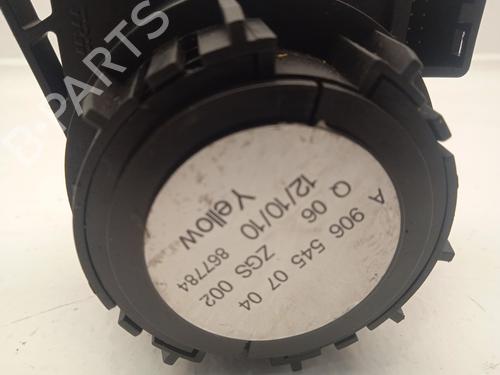 B-PARTS
A 906 545 07 04
Q 06 ZGS 002
12/10/10 867784
Yellow